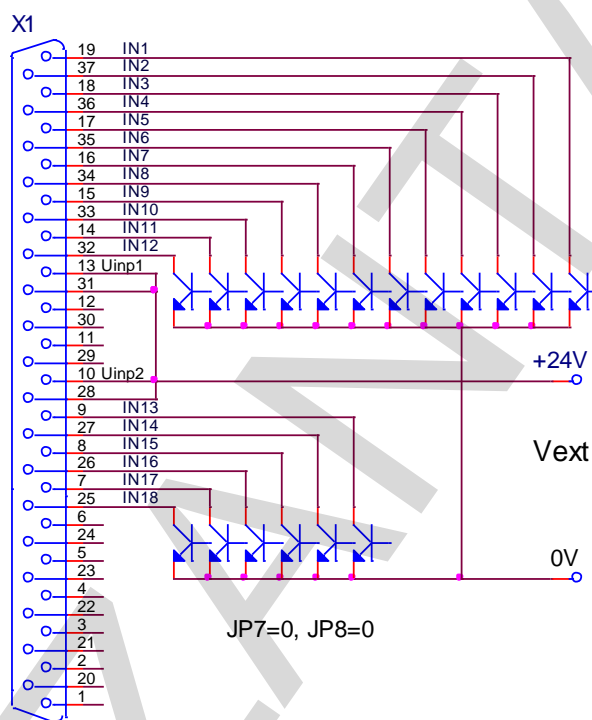 X1
19 IN1
37 IN2
18 IN3
36 IN4
17 IN5
35 IN6
16 IN7
34 IN8
15 IN9
33 IN10
14 IN11
32 IN12
13 Uinp1
31
12
30
11
29
10 Uinp2
28
9 IN13
27 IN14
8 IN15
26 IN16
7 IN17
25 IN18
6
24
5
23
4
22
3
21
2
20
1
+24V
Vext
0V
JP7=0, JP8=0